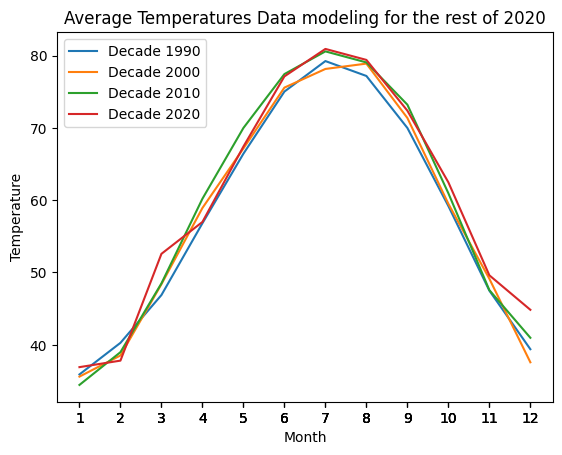 Average Temperatures Data modeling for the rest of 2020
Decade 1990
Decade 2000
Decade 2010
Decade 2020
Temperature
80
70
60
50
40
1 2 3 4 5 6 7 8 9 10 11 12
Month